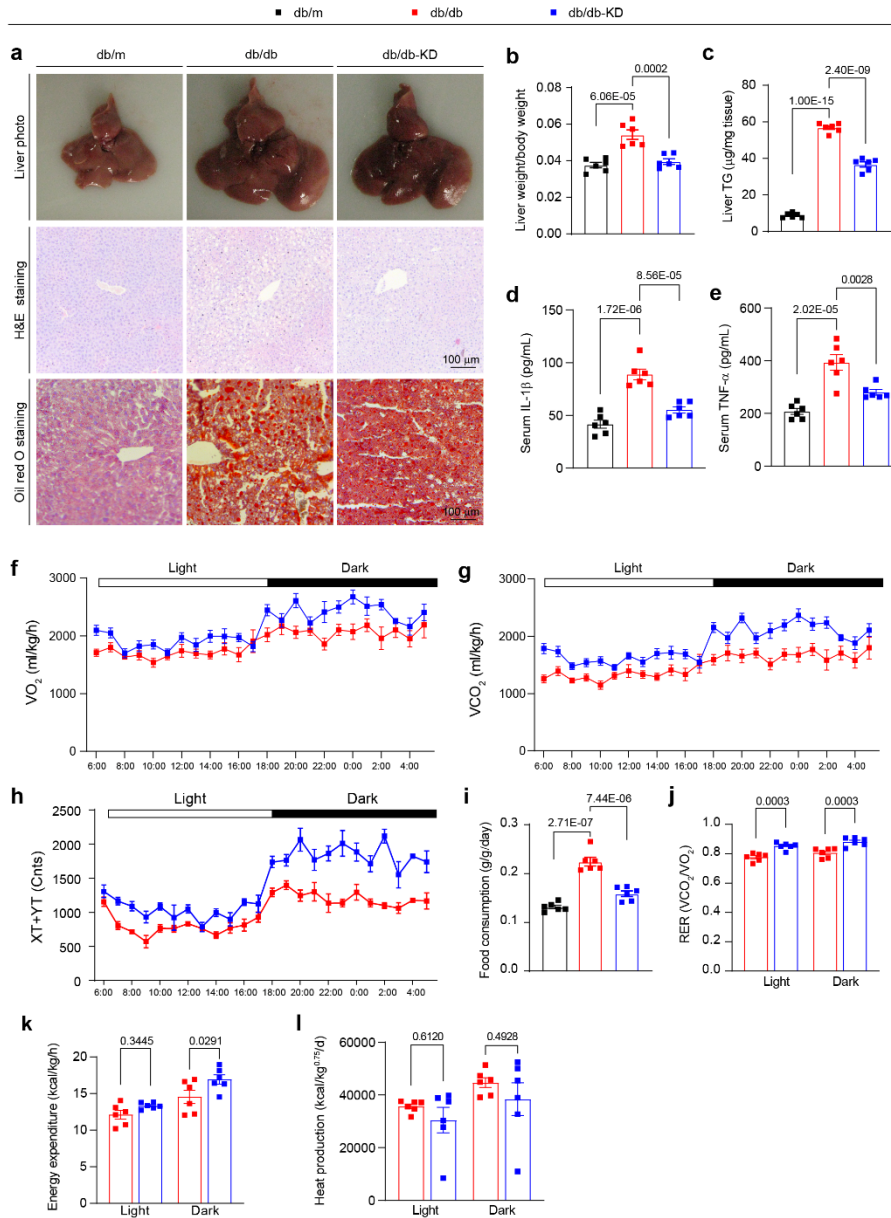 db/m db/db db/db-KD
a
db/m db/db db/db-KD
Liver photo
H&E staining
100 μm
Oil red O staining
100 μm
b
0.0002
6.06E-05
Liver weight/body weight
0.08
0.06
0.04
0.02
0.00
c
2.40E-09
1.00E-15
Liver TG (μg/mg tissue)
80
60
40
20
0
d
8.56E-05
1.72E-06
Serum IL-1β (pg/mL)
150
100
50
0
e
0.0028
2.02E-05
Serum TNF-α (pg/mL)
600
400
200
0
f
Light Dark
VO2 (ml/kg/h)
3000
2000
1000
0
6:00 8:00 10:00 12:00 14:00 16:00 18:00 20:00 22:00 0:00 2:00 4:00
g
Light Dark
VCO2 (ml/kg/h)
3000
2000
1000
0
6:00 8:00 10:00 12:00 14:00 16:00 18:00 20:00 22:00 0:00 2:00 4:00
h
Light Dark
XT+YT (Cnts)
2500
2000
1500
1000
500
0
6:00 8:00 10:00 12:00 14:00 16:00 18:00 20:00 22:00 0:00 2:00 4:00
i
7.44E-06
2.71E-07
Food consumption (g/g/day)
0.3
0.2
0.1
0.0
j
0.0003 0.0003
RER (VCO2/VO2)
1.0
0.8
0.6
0.4
0.2
0.0
Light Dark
k
0.3445 0.0291
Energy expenditure (kcal/kg/h)
20
15
10
5
0
Light Dark
l
0.6120 0.4928
Heat production (kcal/kg0.75/d)
60000
40000
20000
0
Light Dark